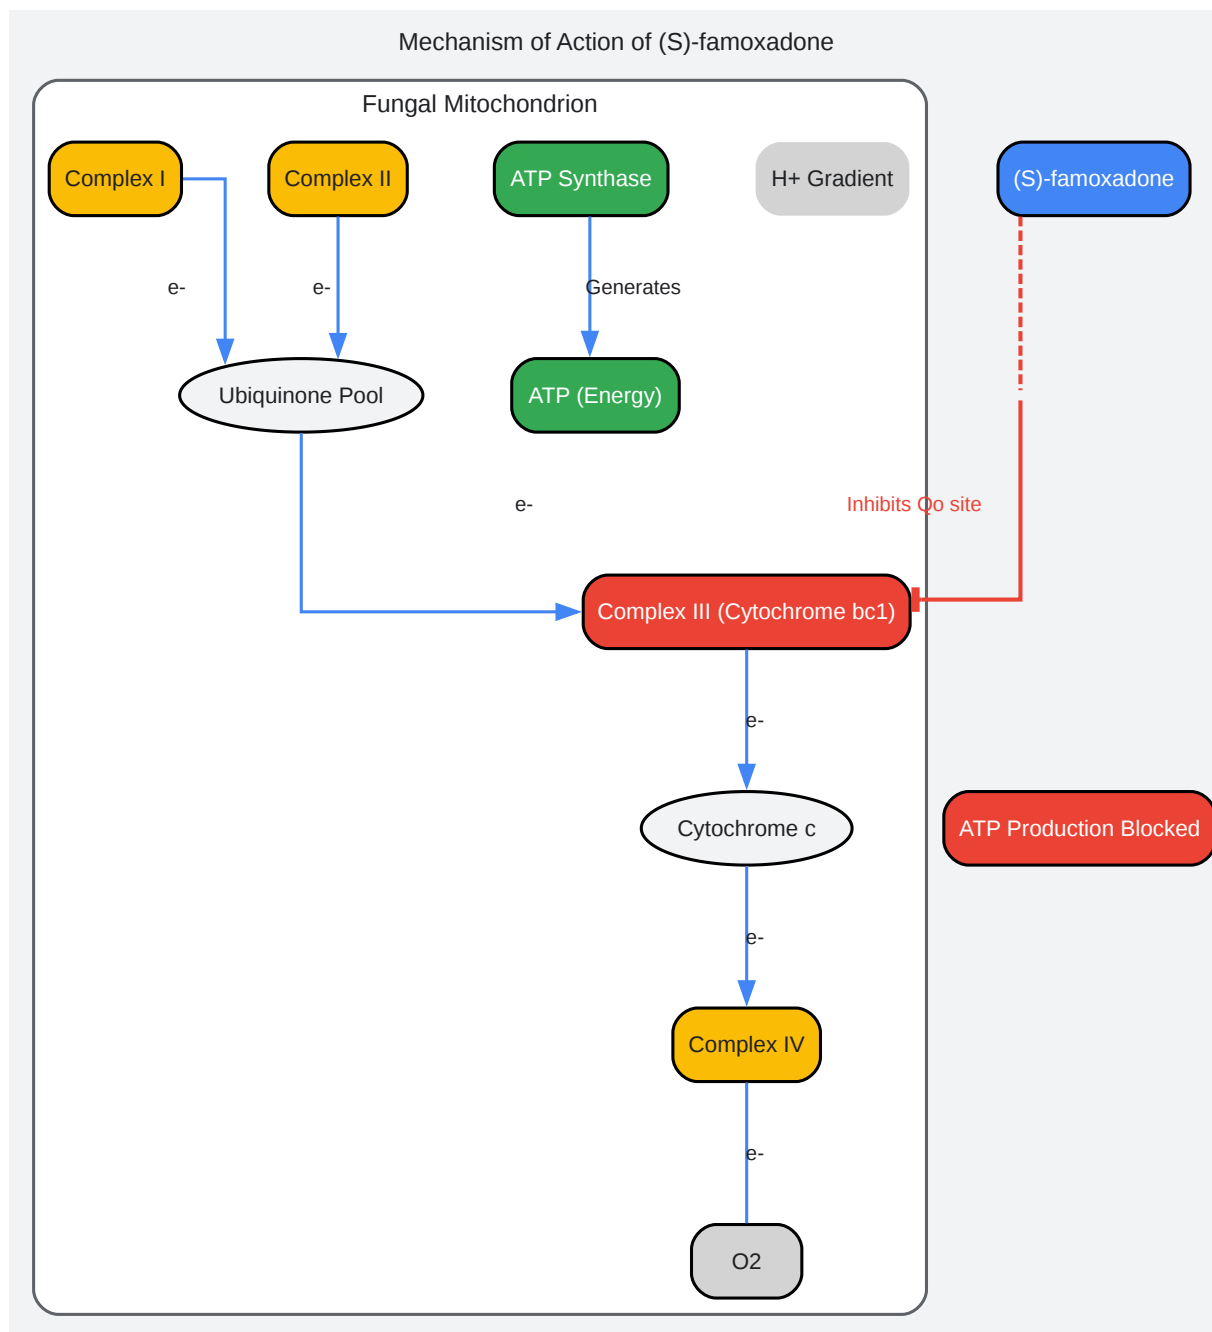 Mechanism of Action of (S)-famoxadone
Fungal Mitochondrion
Complex I
Complex II
ATP Synthase
H+ Gradient
(S)-famoxadone
e-
e-
Generates
Ubiquinone Pool
ATP (Energy)
e-
Inhibits Qo site
Complex III (Cytochrome bc1)
e-
Cytochrome c
ATP Production Blocked
e-
Complex IV
e-
O2